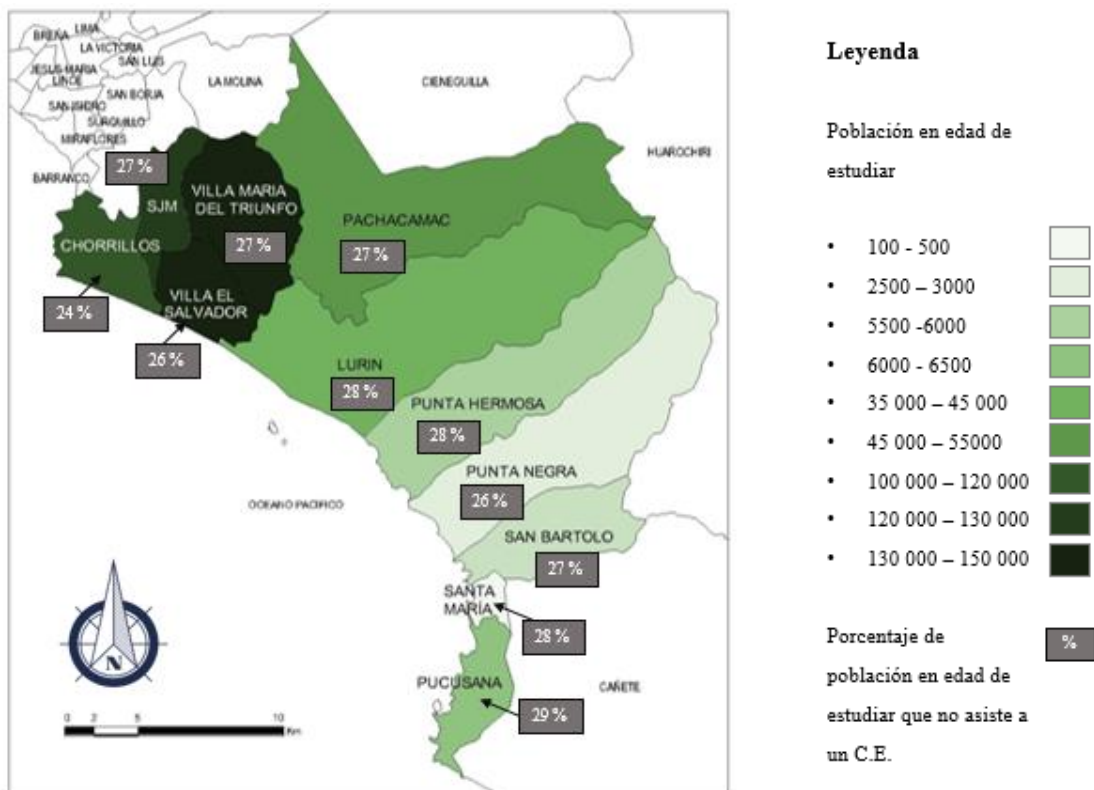 LIMA
BREÑA
LA VICTORIA
SAN LUIS
JESUS MARIA
LINCE
LA MOLINA
CIENEGUILLA
SAN BORJA
SAN ISIDRO
SURQUILLO
MIRAFLORES
HUAROCHIRI
27 %
BARRANCO
VILLA MARIA
DEL TRIUNFO
SJM
PACHACAMAC
CHORRILLOS
27 %
27 %
24 %
VILLA EL
SALVADOR
26 %
LURIN
28 %
PUNTA HERMOSA
28 %
PUNTA NEGRA
26 %
OCEANO PACIFICO
SAN BARTOLO
27 %
SANTA
MARÍA
28 %
PUCUSANA
CAÑETE
29 %
N
0 2 5 10
Km
Leyenda
Población en edad de
estudiar
• 100 - 500
• 2500 – 3000
• 5500 -6000
• 6000 - 6500
• 35 000 – 45 000
• 45 000 – 55000
• 100 000 – 120 000
• 120 000 – 130 000
• 130 000 – 150 000
Porcentaje de
población en edad de
estudiar que no asiste a
un C.E.
%